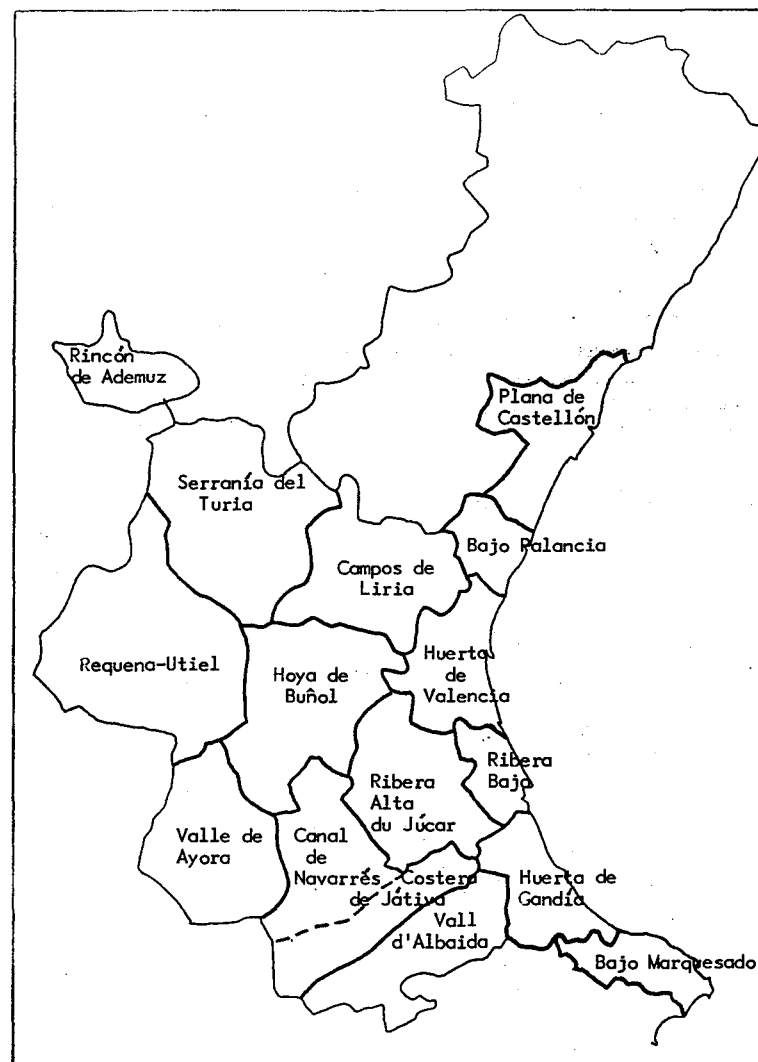 Rincón
de Ademuz
Plana de
Castellón
Serranía del
Turia
Bajo Palancia
Campos de
Liria
Requena-Utiel
Hoya de
Buñol
Huerta
de
Valencia
Ribera
Baja
Ribera
Alta
du Júcar
Valle de
Ayora
Canal
de
Navarrés
Costera
de Játiva
Huerta de
Gandía
Vall
d'Albaida
Bajo Marquesado